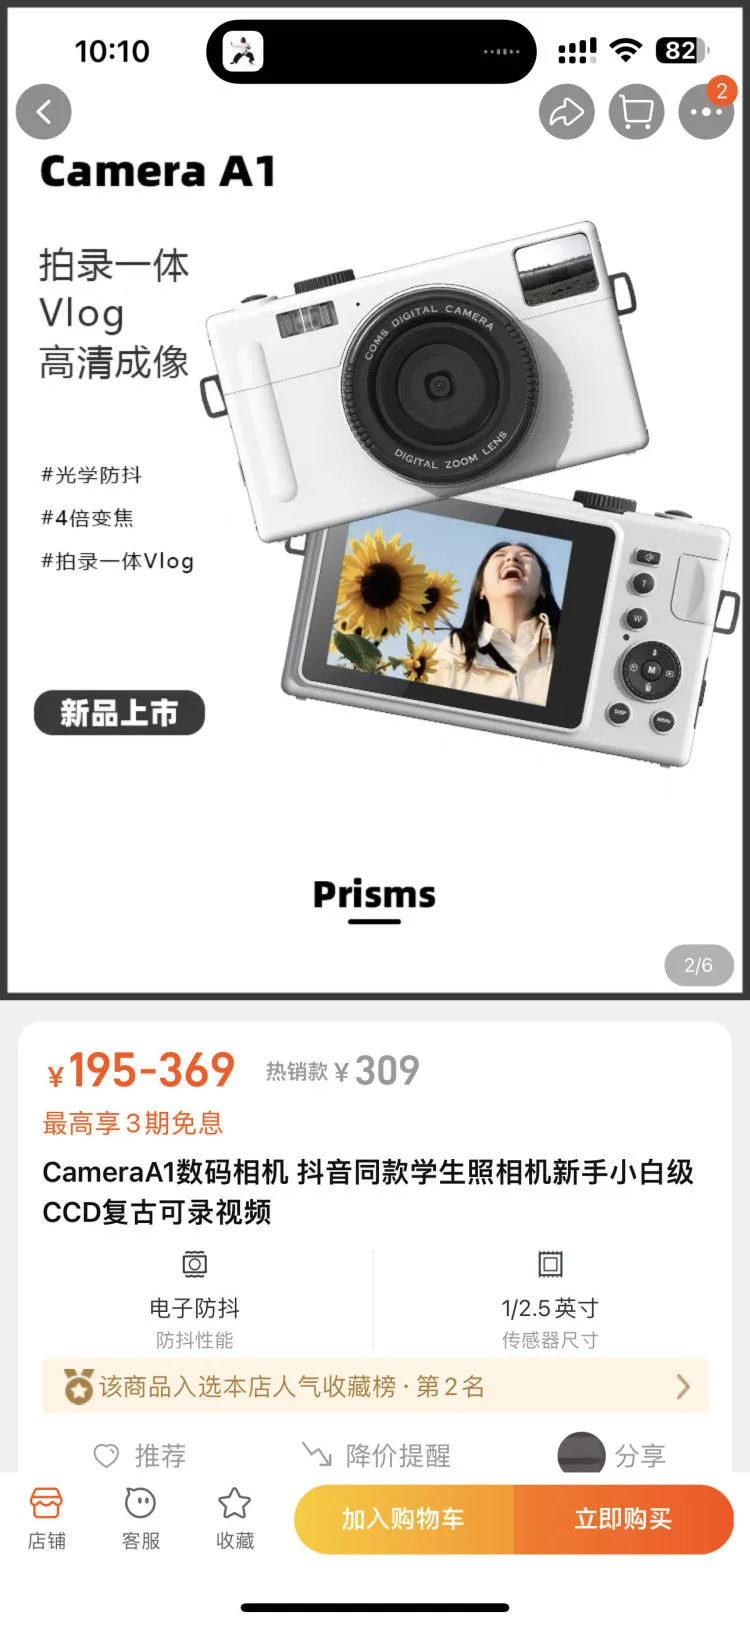 10:10
82
2
Camera A1
拍录一体
Vlog
高清成像
COMS DIGITAL CAMERA
DIGITAL ZOOM LENS
#光学防抖
#4倍变焦
#拍录一体Vlog
T
W
M
DISP
MENU
新品上市
Prisms
2/6
¥195-369 热销款¥309
最高享3期免息
CameraA1数码相机 抖音同款学生照相机新手小白级
CCD复古可录视频
电子防抖 1/2.5英寸
防抖性能 传感器尺寸
该商品入选本店人气收藏榜·第2名
推荐 降价提醒 分享
店铺 客服 收藏 加入购物车 立即购买